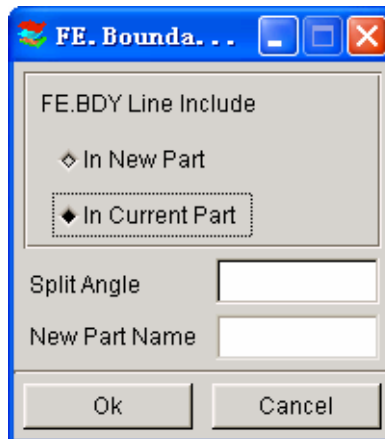 FE. Bounda...
FE.BDY Line Include
In New Part
In Current Part
Split Angle
New Part Name
Ok
Cancel